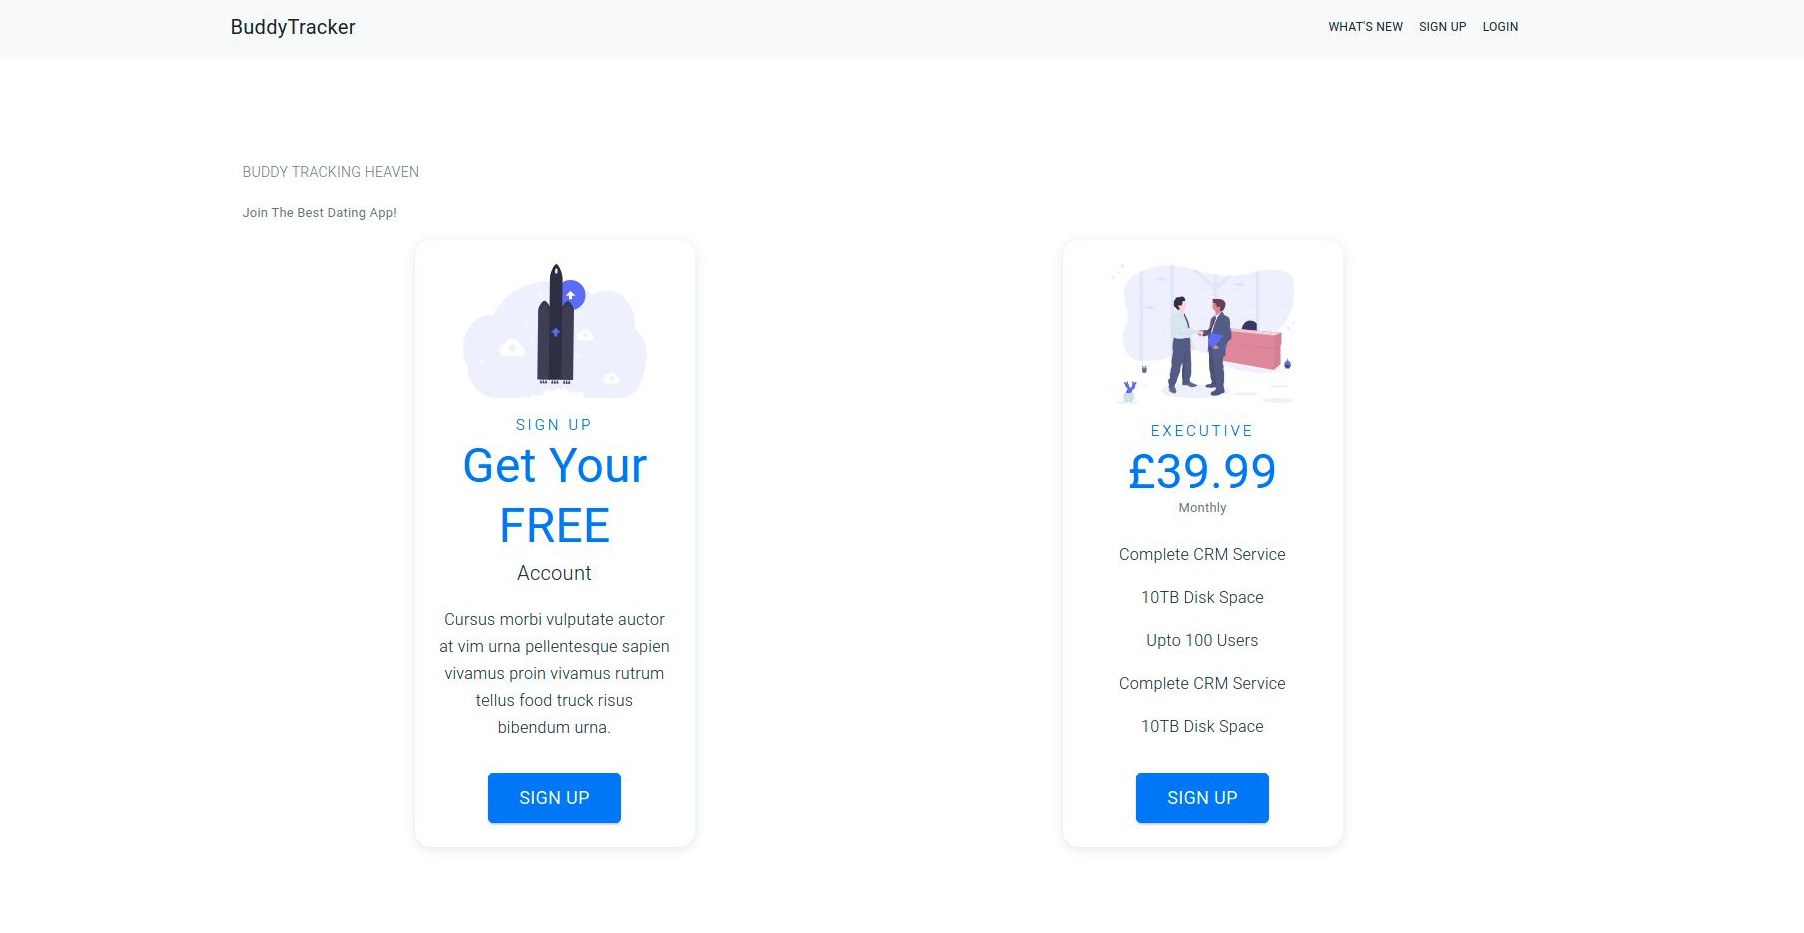 BuddyTracker
WHAT'S NEW SIGN UP LOGIN
BUDDY TRACKING HEAVEN
Join The Best Dating App!
SIGN UP
Get Your
FREE
Account
Cursus morbi vulputate auctor
at vim urna pellentesque sapien
vivamus proin vivamus rutrum
tellus food truck risus
bibendum urna.
SIGN UP
EXECUTIVE
£39.99
Monthly
Complete CRM Service
10TB Disk Space
Upto 100 Users
Complete CRM Service
10TB Disk Space
SIGN UP